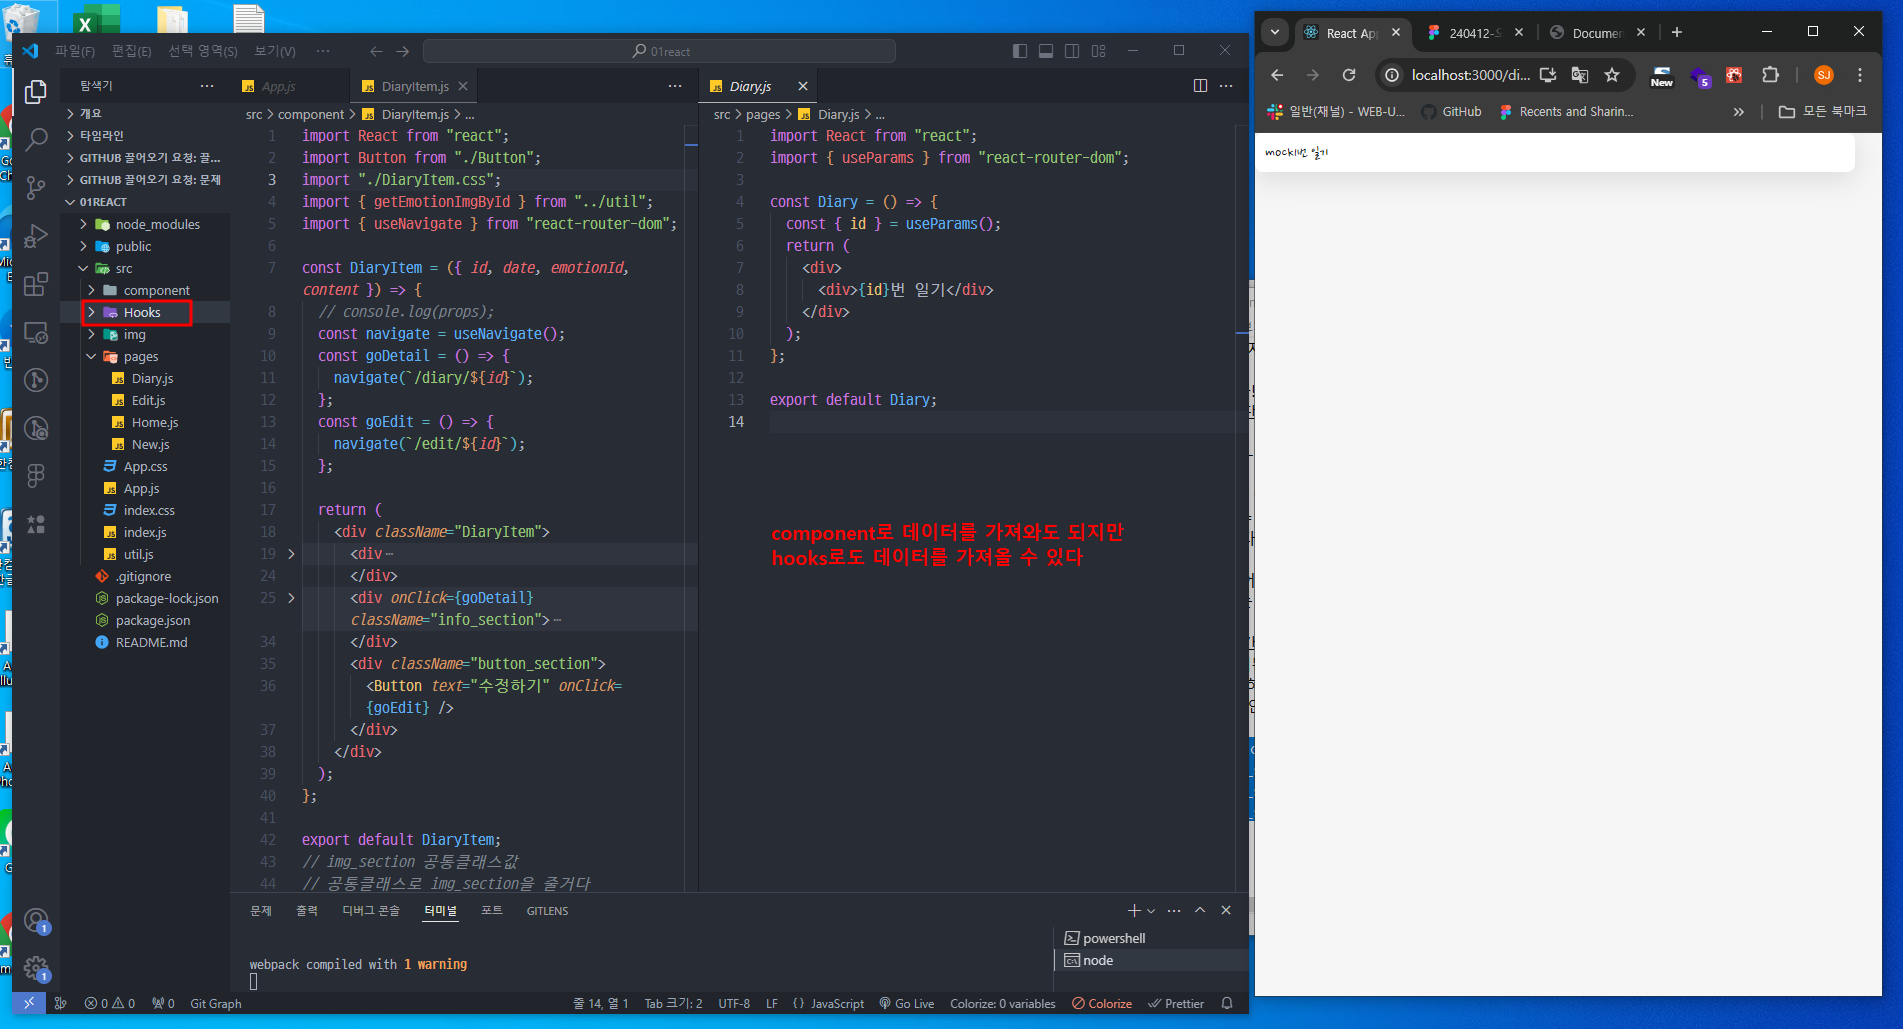 파일(F) 편집(E) 선택 영역(S) 보기(V) ··· 01react
탐색기
개요
타임라인
GITHUB 끌어오기 요청: 끌...
GITHUB 끌어오기 요청: 문제
01REACT
node_modules
public
src
component
Hooks
img
pages
Diary.js
Edit.js
Home.js
New.js
App.css
App.js
index.css
index.js
util.js
.gitignore
package-lock.json
package.json
README.md
App.js DiaryItem.js
src > component > DiaryItem.js > ...
1 import React from "react";
2 import Button from "./Button";
3 import "./DiaryItem.css";
4 import { getEmotionImgById } from "../util";
5 import { useNavigate } from "react-router-dom";
6
7 const DiaryItem = ({ id, date, emotionId,
content }) => {
8 // console.log(props);
9 const navigate = useNavigate();
10 const goDetail = () => {
11 navigate(`/diary/${id}`);
12 };
13 const goEdit = () => {
14 navigate(`/edit/${id}`);
15 };
16
17 return (
18 <div className="DiaryItem">
19 <div ···
24 </div>
25 <div onClick={goDetail}
className="info_section"> ···
34 </div>
35 <div className="button_section">
36 <Button text="수정하기" onClick=
{goEdit} />
37 </div>
38 </div>
39 );
40 };
41
42 export default DiaryItem;
43 // img_section 공통클래스값
44 // 공통클래스로 img_section을 줄거다
Diary.js
src > pages > Diary.js > ...
1 import React from "react";
2 import { useParams } from "react-router-dom";
3
4 const Diary = () => {
5 const { id } = useParams();
6 return (
7 <div>
8 <div>{id}번 일기</div>
9 </div>
10 );
11 };
12
13 export default Diary;
14
component로 데이터를 가져와도 되지만
hooks로도 데이터를 가져올 수 있다
문제 출력 디버그 콘솔 터미널 포트 GITLENS
webpack compiled with 1 warning
powershell
node
0 0 0 Git Graph 줄 14, 열 1 Tab 크기: 2 UTF-8 LF {} JavaScript Go Live Colorize: 0 variables Colorize Prettier
1
1
React Ap 240412-S Documen
localhost:3000/di... New 5 SJ
일반(채널) - WEB-U... GitHub Recents and Sharin... » 모든 북마크
mock1번 일기